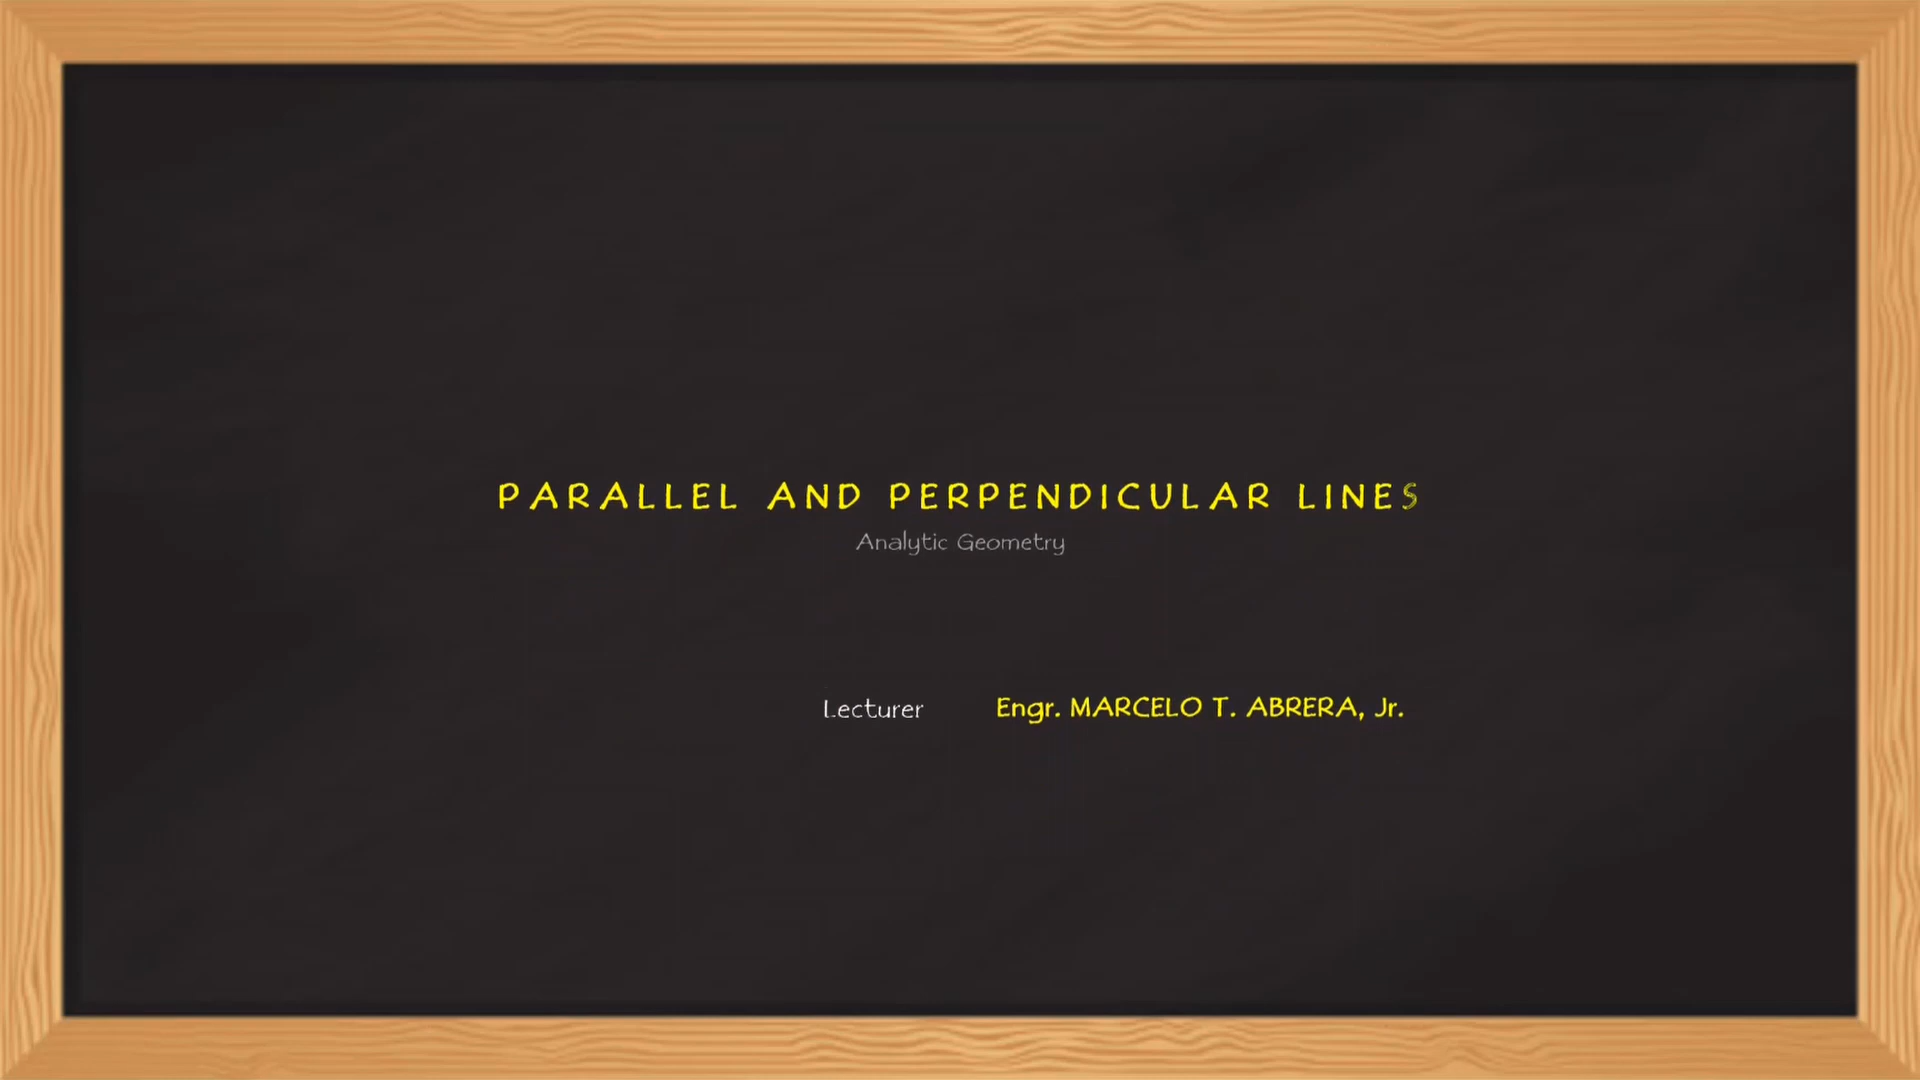 PARALLEL AND PERPENDICULAR LINES
Analytic Geometry
Lecturer Engr. MARCELO T. ABRERA, Jr.